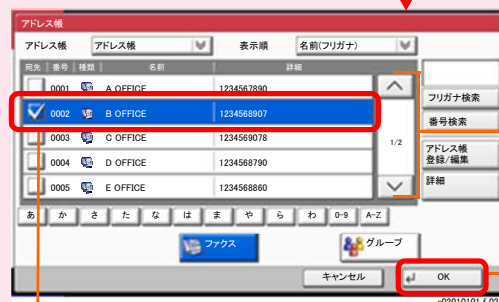 アドレス帳
アドレス帳 アドレス帳 表示順 名前(フリガナ)
宛先 番号 種類 名前 詳細
0001 A OFFICE 1234567890
0002 B OFFICE 1234568907
0003 C OFFICE 1234569078
0004 D OFFICE 1234568790
0005 E OFFICE 1234568860
1/2
フリガナ検索
番号検索
アドレス帳
登録/編集
詳細
あ か さ た な は ま や ら わ 0-9 A-Z
ファクス グループ
キャンセル OK